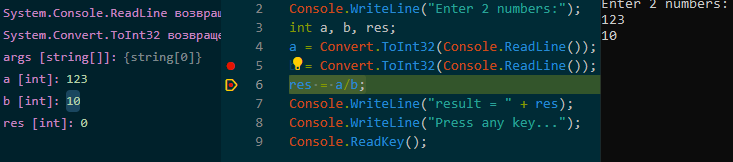 System.Console.ReadLine возвращ
System.Convert.ToInt32 возвраще
args [string[]]: {string[0]}
a [int]: 123
b [int]: 10
res [int]: 0
2 Console.WriteLine("Enter 2 numbers:");
3 int a, b, res;
4 a = Convert.ToInt32(Console.ReadLine());
5 = Convert.ToInt32(Console.ReadLine());
6 res = a/b;
7 Console.WriteLine("result = " + res);
8 Console.WriteLine("Press any key...");
9 Console.ReadKey();
Enter 2 numbers:
123
10